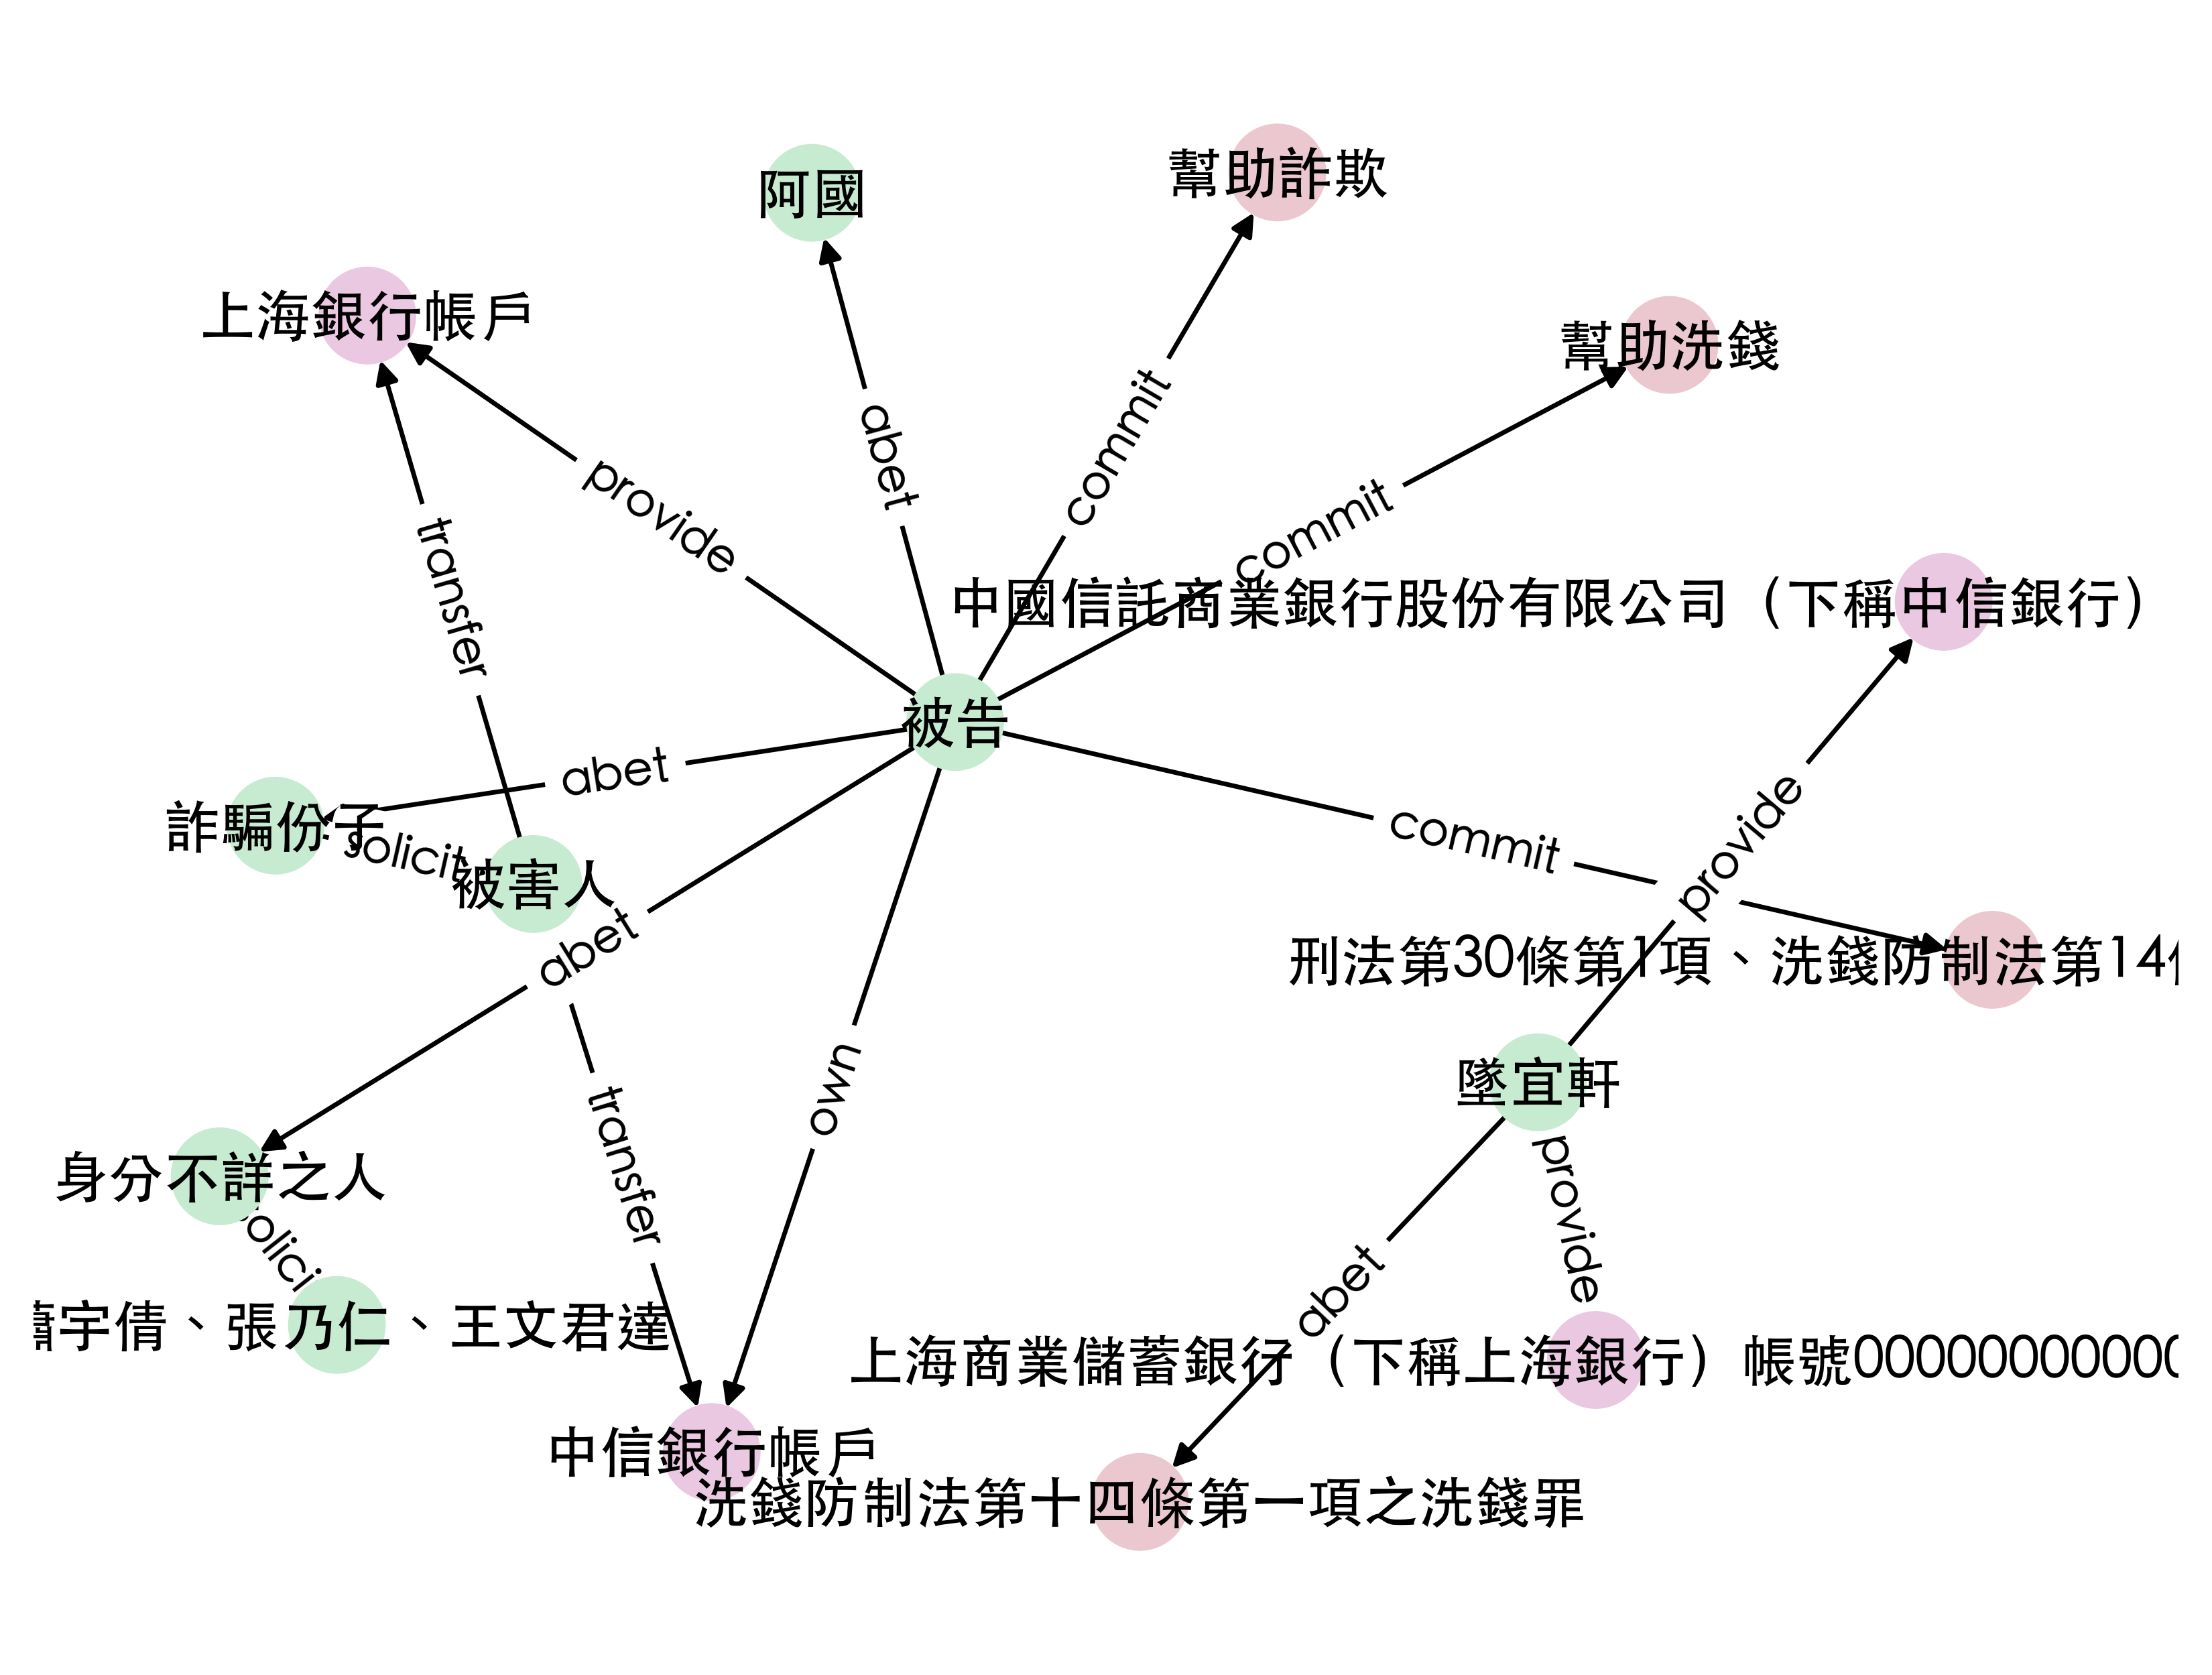 幫助詐欺
阿國
上海銀行帳戶
幫助洗錢
abet
commit
provide
commit
transfer
中國信託商業銀行股份有限公司（下稱中信銀行）
被告
abet
詐騙份子
solicit
commit
provide
被害人
abet
刑法第30條第1項、洗錢防制法第14
own
墜宜軒
transfer
provide
身分不詳之人
olici
abet
宇倩、張乃仁、王文君達
上海商業儲蓄銀行（下稱上海銀行）帳號000000000000
中信銀行帳戶
洗錢防制法第十四條第一項之洗錢罪